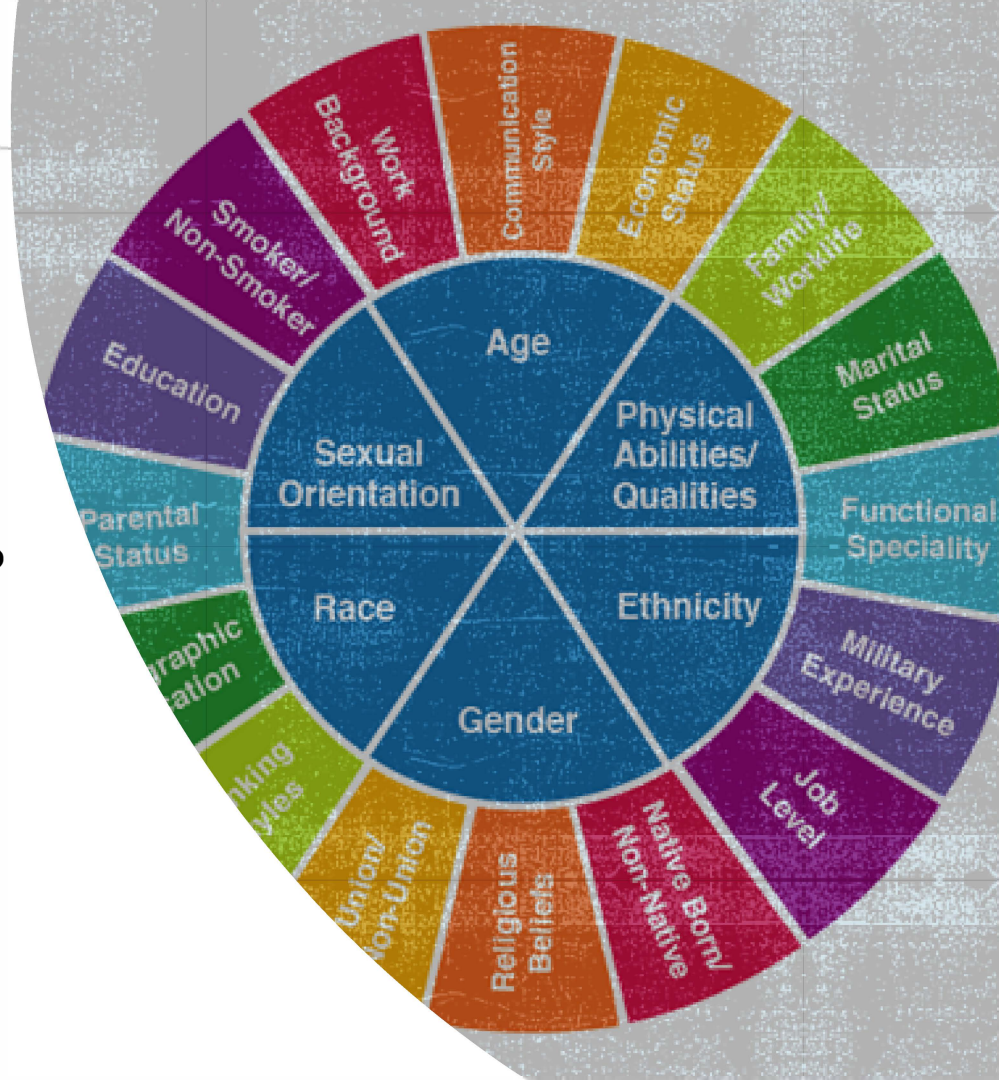 Communication
Style
Economic
Status
Family/
Worklife
Marital
Status
Functional
Speciality
Military
Experience
Job
Level
Native Born/
Non-Native
Religious
Beliefs
Union/
Non-Union
Parental
Status
Education
Smoker/
Non-Smoker
Work
Background
Age
Physical
Abilities/
Qualities
Ethnicity
Gender
Race
Sexual
Orientation